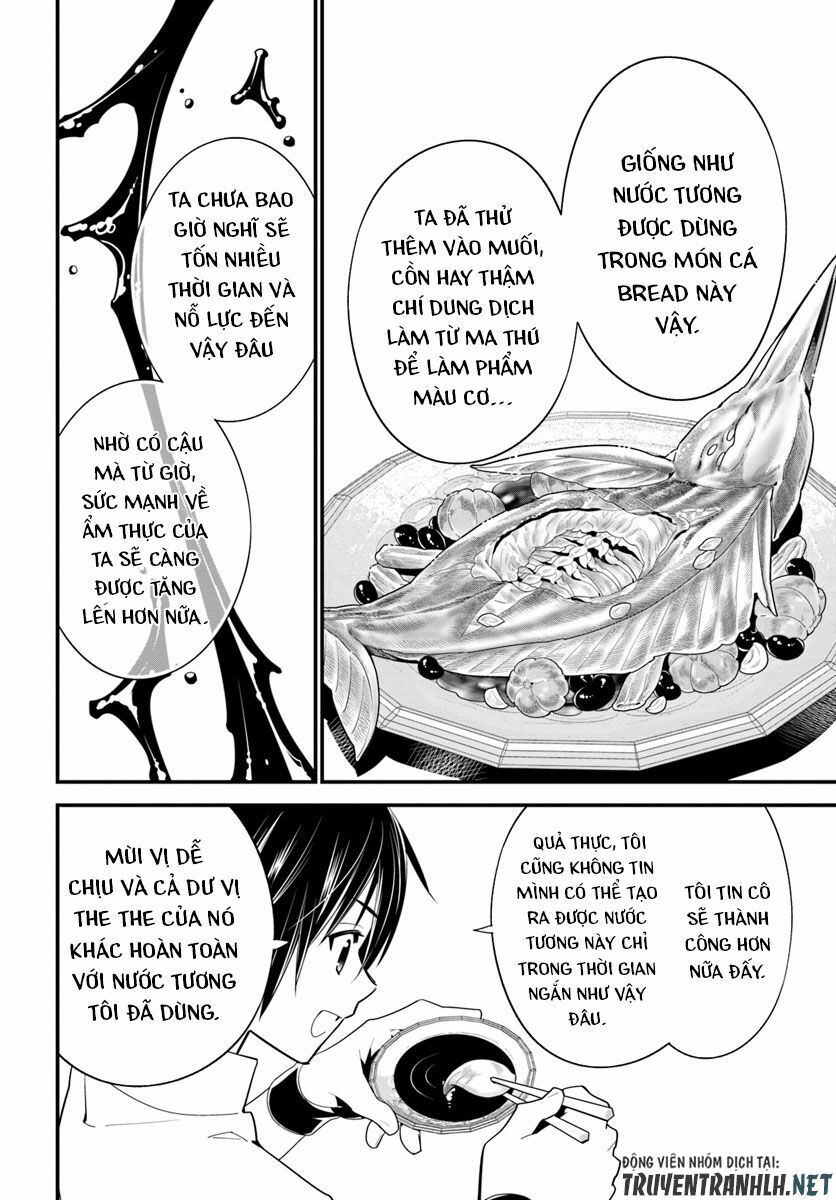 GIỐNG NHƯ
NƯỚC TƯƠNG
ĐƯỢC DÙNG
TRONG MÓN CÁ
BREAD NÀY
VẬY.
TA ĐÃ THỬ
THÊM VÀO MUỐI,
CỒN HAY THẬM
CHÍ DUNG DỊCH
LÀM TỪ MA THÚ
ĐỂ LÀM PHẨM
MÀU CƠ...
TA CHƯA BAO
GIỜ NGHĨ SẼ
TỐN NHIỀU
THỜI GIAN VÀ
NỖ LỰC ĐẾN
VẬY ĐÂU
NHỜ CÓ CẬU
MÀ TỪ GIỜ,
SỨC MẠNH VỀ
ẨM THỰC CỦA
TA SẼ CÀNG
ĐƯỢC TĂNG
LÊN HƠN NỮA.
TÔI TIN CÔ
SẼ THÀNH
CÔNG HƠN
NỮA ĐẤY.
QUẢ THỰC, TÔI
CŨNG KHÔNG TIN
MÌNH CÓ THỂ TẠO
RA ĐƯỢC NƯỚC
TƯƠNG NÀY CHỈ
TRONG THỜI GIAN
NGẮN NHƯ VẬY
ĐÂU.
MÙI VỊ DỄ
CHỊU VÀ CẢ DƯ VỊ
THE THE CỦA NÓ
KHÁC HOÀN TOÀN
VỚI NƯỚC TƯƠNG
TÔI ĐÃ DÙNG.
ĐỘNG VIÊN NHÓM DỊCH TẠI:
TRUYENTRANHLH.NET